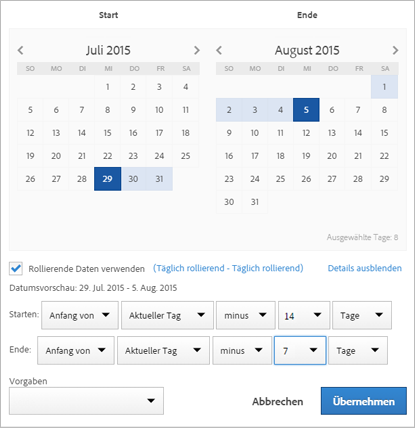 Start Ende
Juli 2015 August 2015
SO MO DI MI DO FR SA SO MO DI MI DO FR SA
1 2 3 4 1
5 6 7 8 9 10 11 2 3 4 5 6 7 8
12 13 14 15 16 17 18 9 10 11 12 13 14 15
19 20 21 22 23 24 25 16 17 18 19 20 21 22
26 27 28 29 30 31 23 24 25 26 27 28 29
30 31
Ausgewählte Tage: 8
Rollierende Daten verwenden (Täglich rollierend - Täglich rollierend) Details ausblenden
Datumsvorschau: 29. Jul. 2015 - 5. Aug. 2015
Starten: Anfang von Aktueller Tag minus 14 Tage
Ende: Anfang von Aktueller Tag minus 7 Tage
Vorgaben
Abbrechen Übernehmen